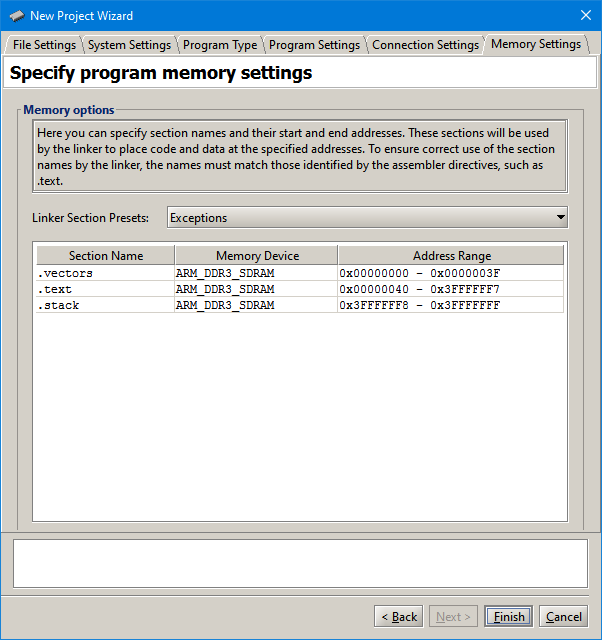 New Project Wizard
File Settings System Settings Program Type Program Settings Connection Settings Memory Settings
Specify program memory settings
Memory options
Here you can specify section names and their start and end addresses. These sections will be used
by the linker to place code and data at the specified addresses. To ensure correct use of the section
names by the linker, the names must match those identified by the assembler directives, such as
.text.
Linker Section Presets: Exceptions
Section Name Memory Device Address Range
.vectors ARM_DDR3_SDRAM 0x00000000 - 0x0000003F
.text ARM_DDR3_SDRAM 0x00000040 - 0x3FFFFFF7
.stack ARM_DDR3_SDRAM 0x3FFFFFF8 - 0x3FFFFFFF
< Back Next > Finish Cancel